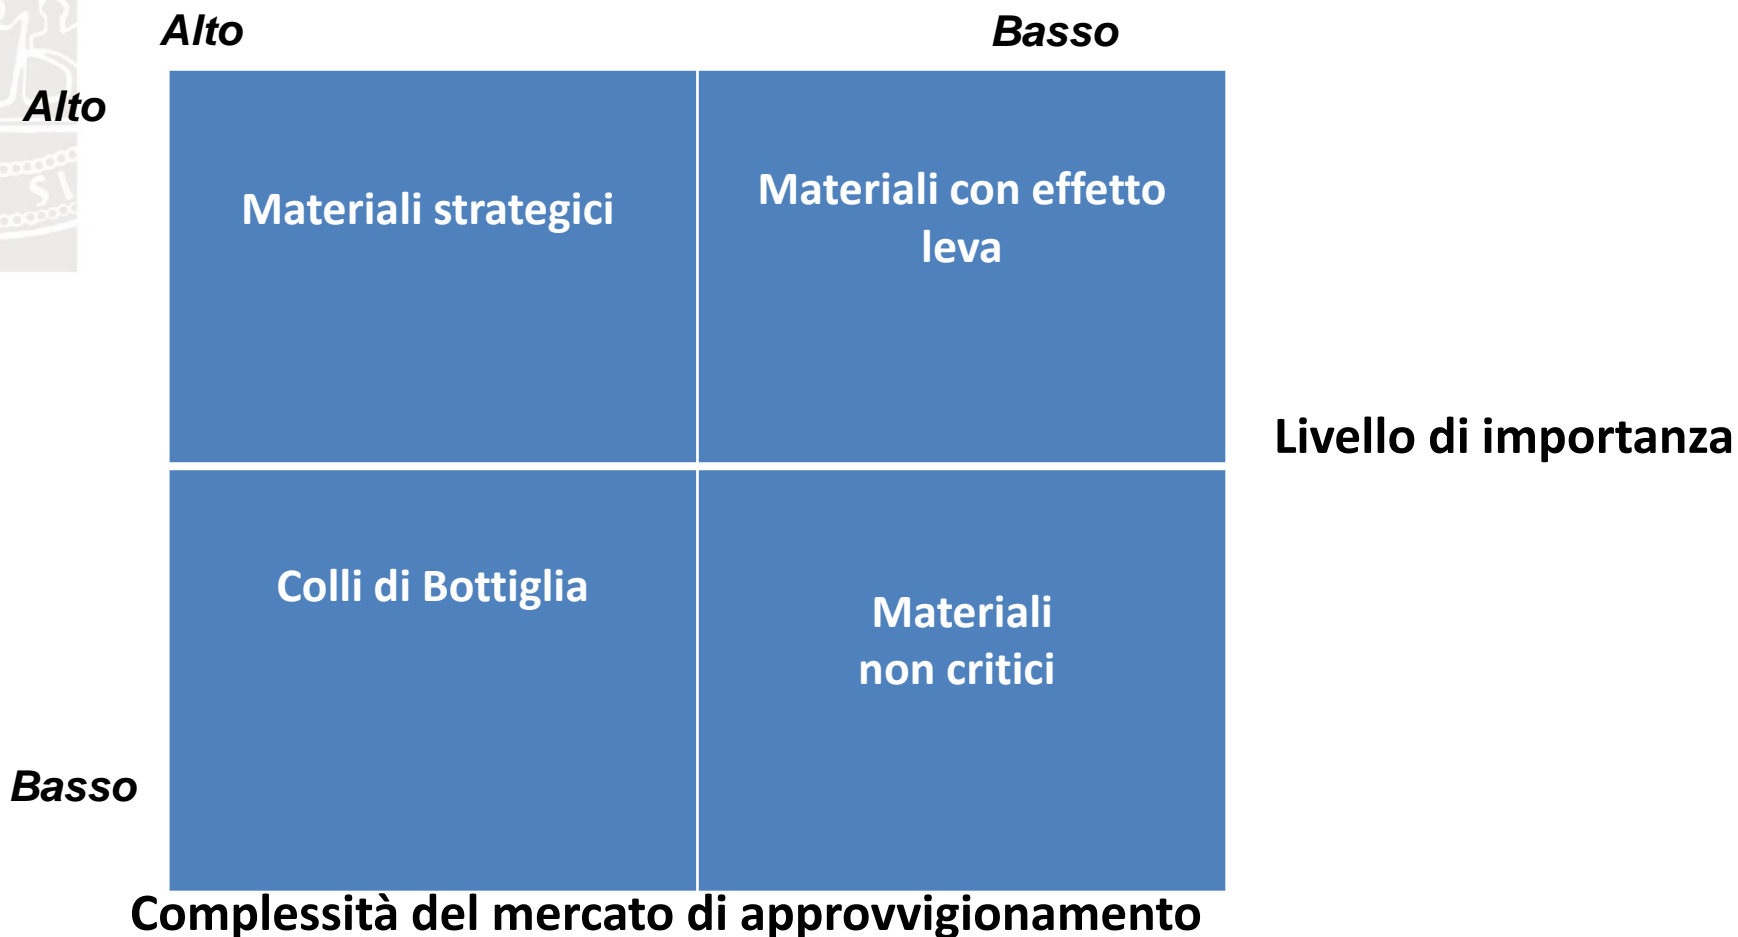 Alto
Basso
Alto
Materiali strategici
Materiali con effetto
leva
Livello di importanza
Colli di Bottiglia
Materiali
non critici
Basso
Complessità del mercato di approvvigionamento